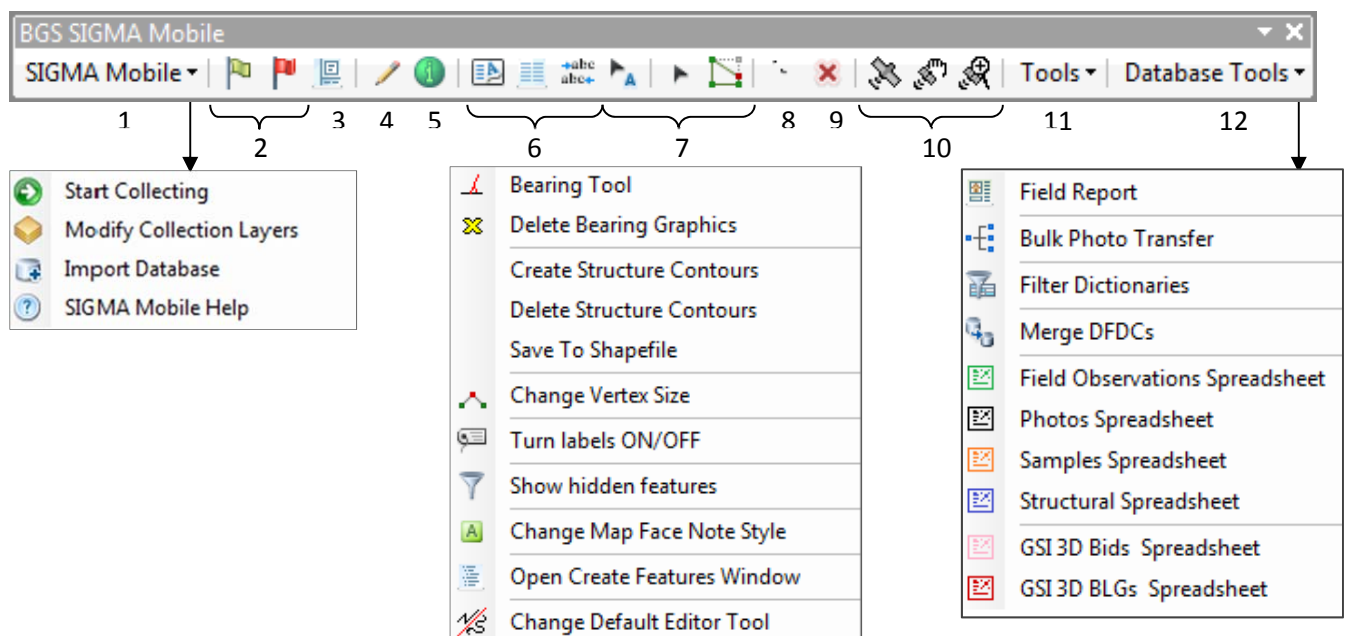 BGS SIGMA Mobile
SIGMA Mobile Tools Database Tools
1 2 3 4 5 6 7 8 9 10 11 12
Start Collecting
Modify Collection Layers
Import Database
SIGMA Mobile Help
Bearing Tool
Delete Bearing Graphics
Create Structure Contours
Delete Structure Contours
Save To Shapefile
Change Vertex Size
Turn labels ON/OFF
Show hidden features
Change Map Face Note Style
Open Create Features Window
Change Default Editor Tool
Field Report
Bulk Photo Transfer
Filter Dictionaries
Merge DFDCs
Field Observations Spreadsheet
Photos Spreadsheet
Samples Spreadsheet
Structural Spreadsheet
GSI 3D Bids Spreadsheet
GSI 3D BLGs Spreadsheet